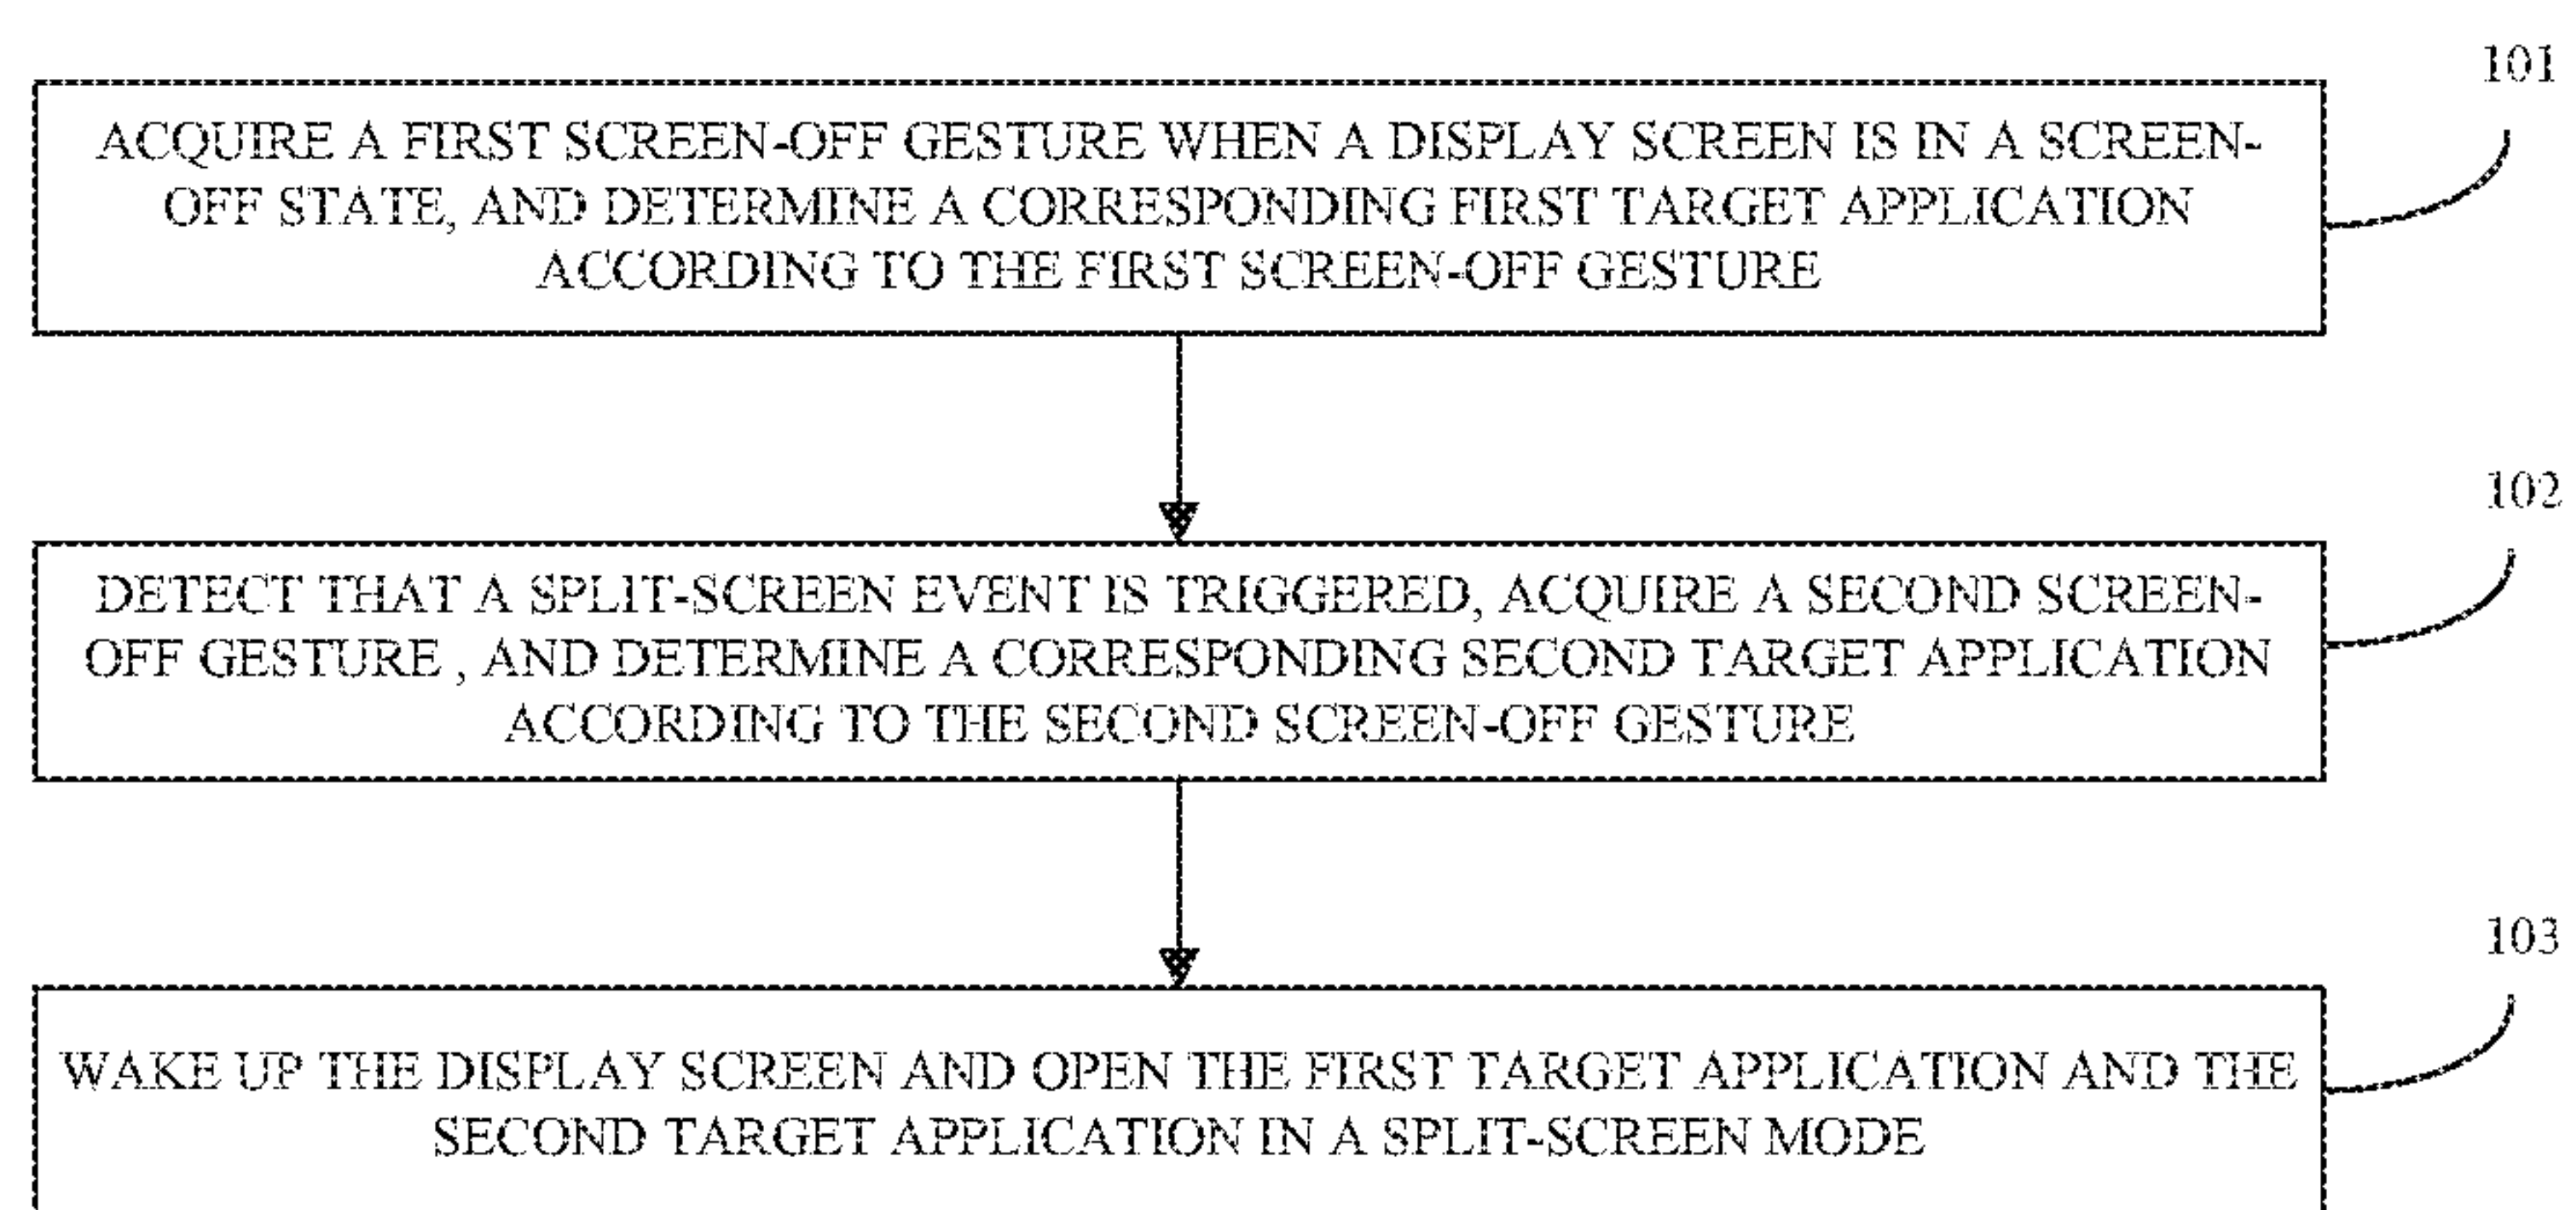 101
ACQUIRE A FIRST SCREEN-OFF GESTURE WHEN A DISPLAY SCREEN IS IN A SCREEN-
OFF STATE, AND DETERMINE A CORRESPONDING FIRST TARGET APPLICATION
ACCORDING TO THE FIRST SCREEN-OFF GESTURE
102
DETECT THAT A SPLIT-SCREEN EVENT IS TRIGGERED, ACQUIRE A SECOND SCREEN-
OFF GESTURE , AND DETERMINE A CORRESPONDING SECOND TARGET APPLICATION
ACCORDING TO THE SECOND SCREEN-OFF GESTURE
103
WAKE UP THE DISPLAY SCREEN AND OPEN THE FIRST TARGET APPLICATION AND THE
SECOND TARGET APPLICATION IN A SPLIT-SCREEN MODE